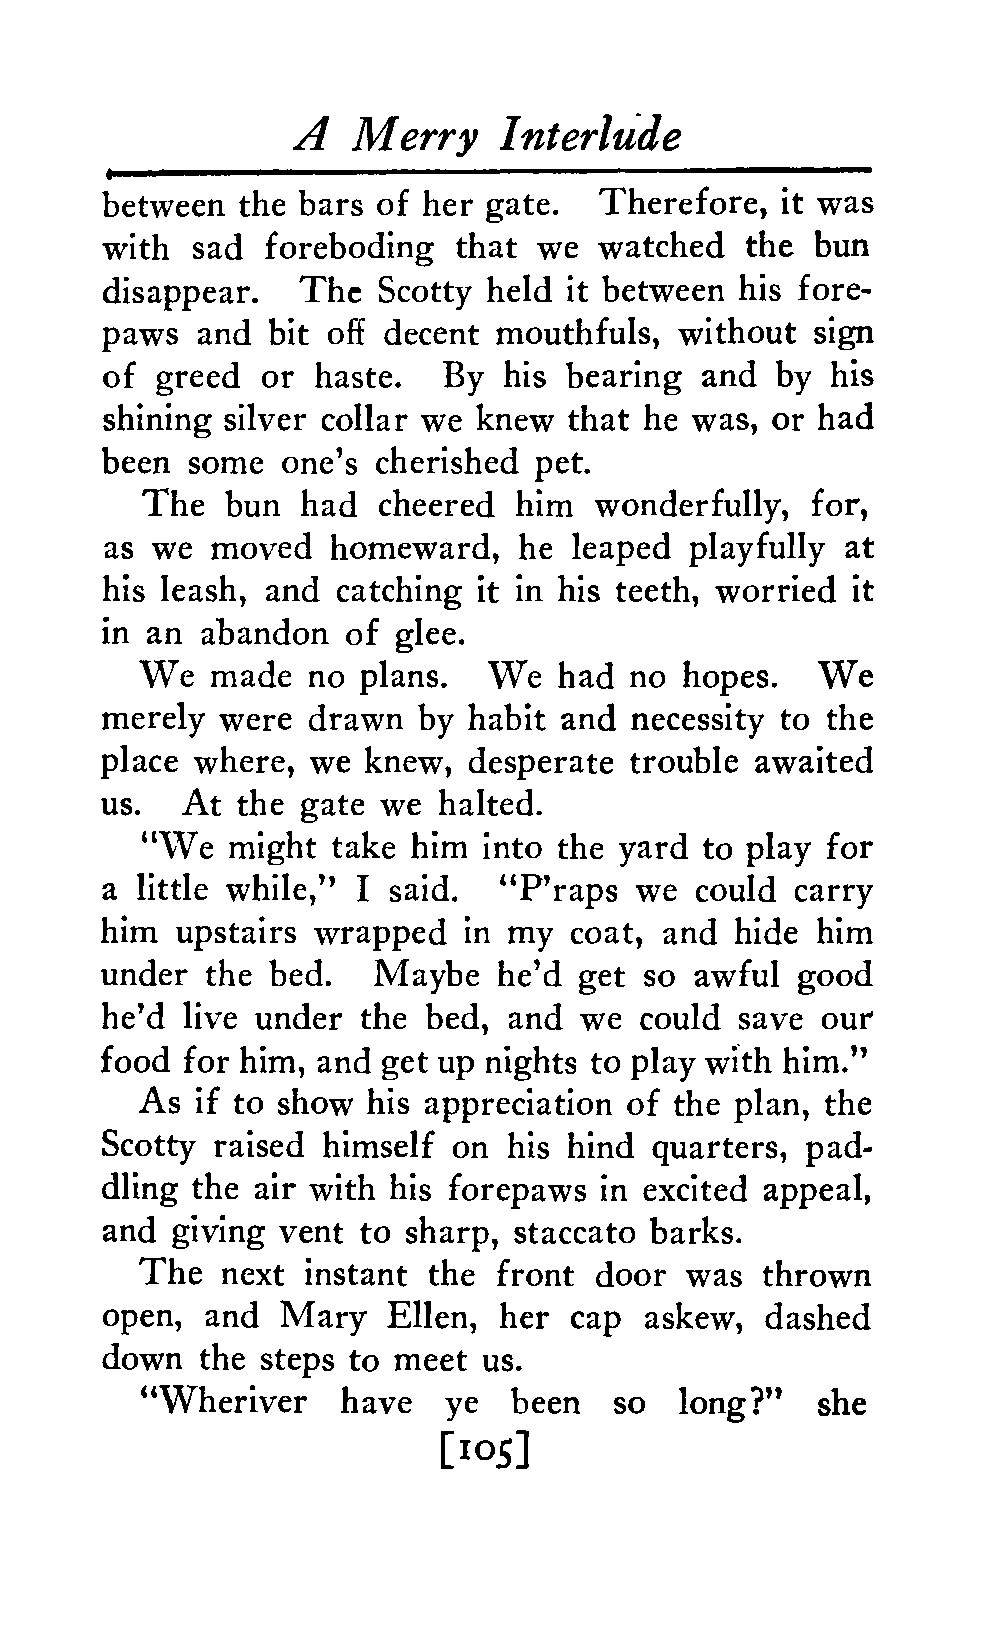 A Merry Interlude
between the bars of her gate. Therefore, it was
with sad foreboding that we watched the bun
disappear. The Scotty held it between his fore-
paws and bit off decent mouthfuls, without sign
of greed or haste. By his bearing and by his
shining silver collar we knew that he was, or had
been some one's cherished pet.
The bun had cheered him wonderfully, for,
as we moved homeward, he leaped playfully at
his leash, and catching it in his teeth, worried it
in an abandon of glee.
We made no plans. We had no hopes. We
merely were drawn by habit and necessity to the
place where, we knew, desperate trouble awaited
us. At the gate we halted.
"We might take him into the yard to play for
a little while," I said. "P'raps we could carry
him upstairs wrapped in my coat, and hide him
under the bed. Maybe he'd get so awful good
he'd live under the bed, and we could save our
food for him, and get up nights to play with him."
As if to show his appreciation of the plan, the
Scotty raised himself on his hind quarters, pad-
dling the air with his forepaws in excited appeal,
and giving vent to sharp, staccato barks.
The next instant the front door was thrown
open, and Mary Ellen, her cap askew, dashed
down the steps to meet us.
"Wheriver have ye been so long?" she
[105]